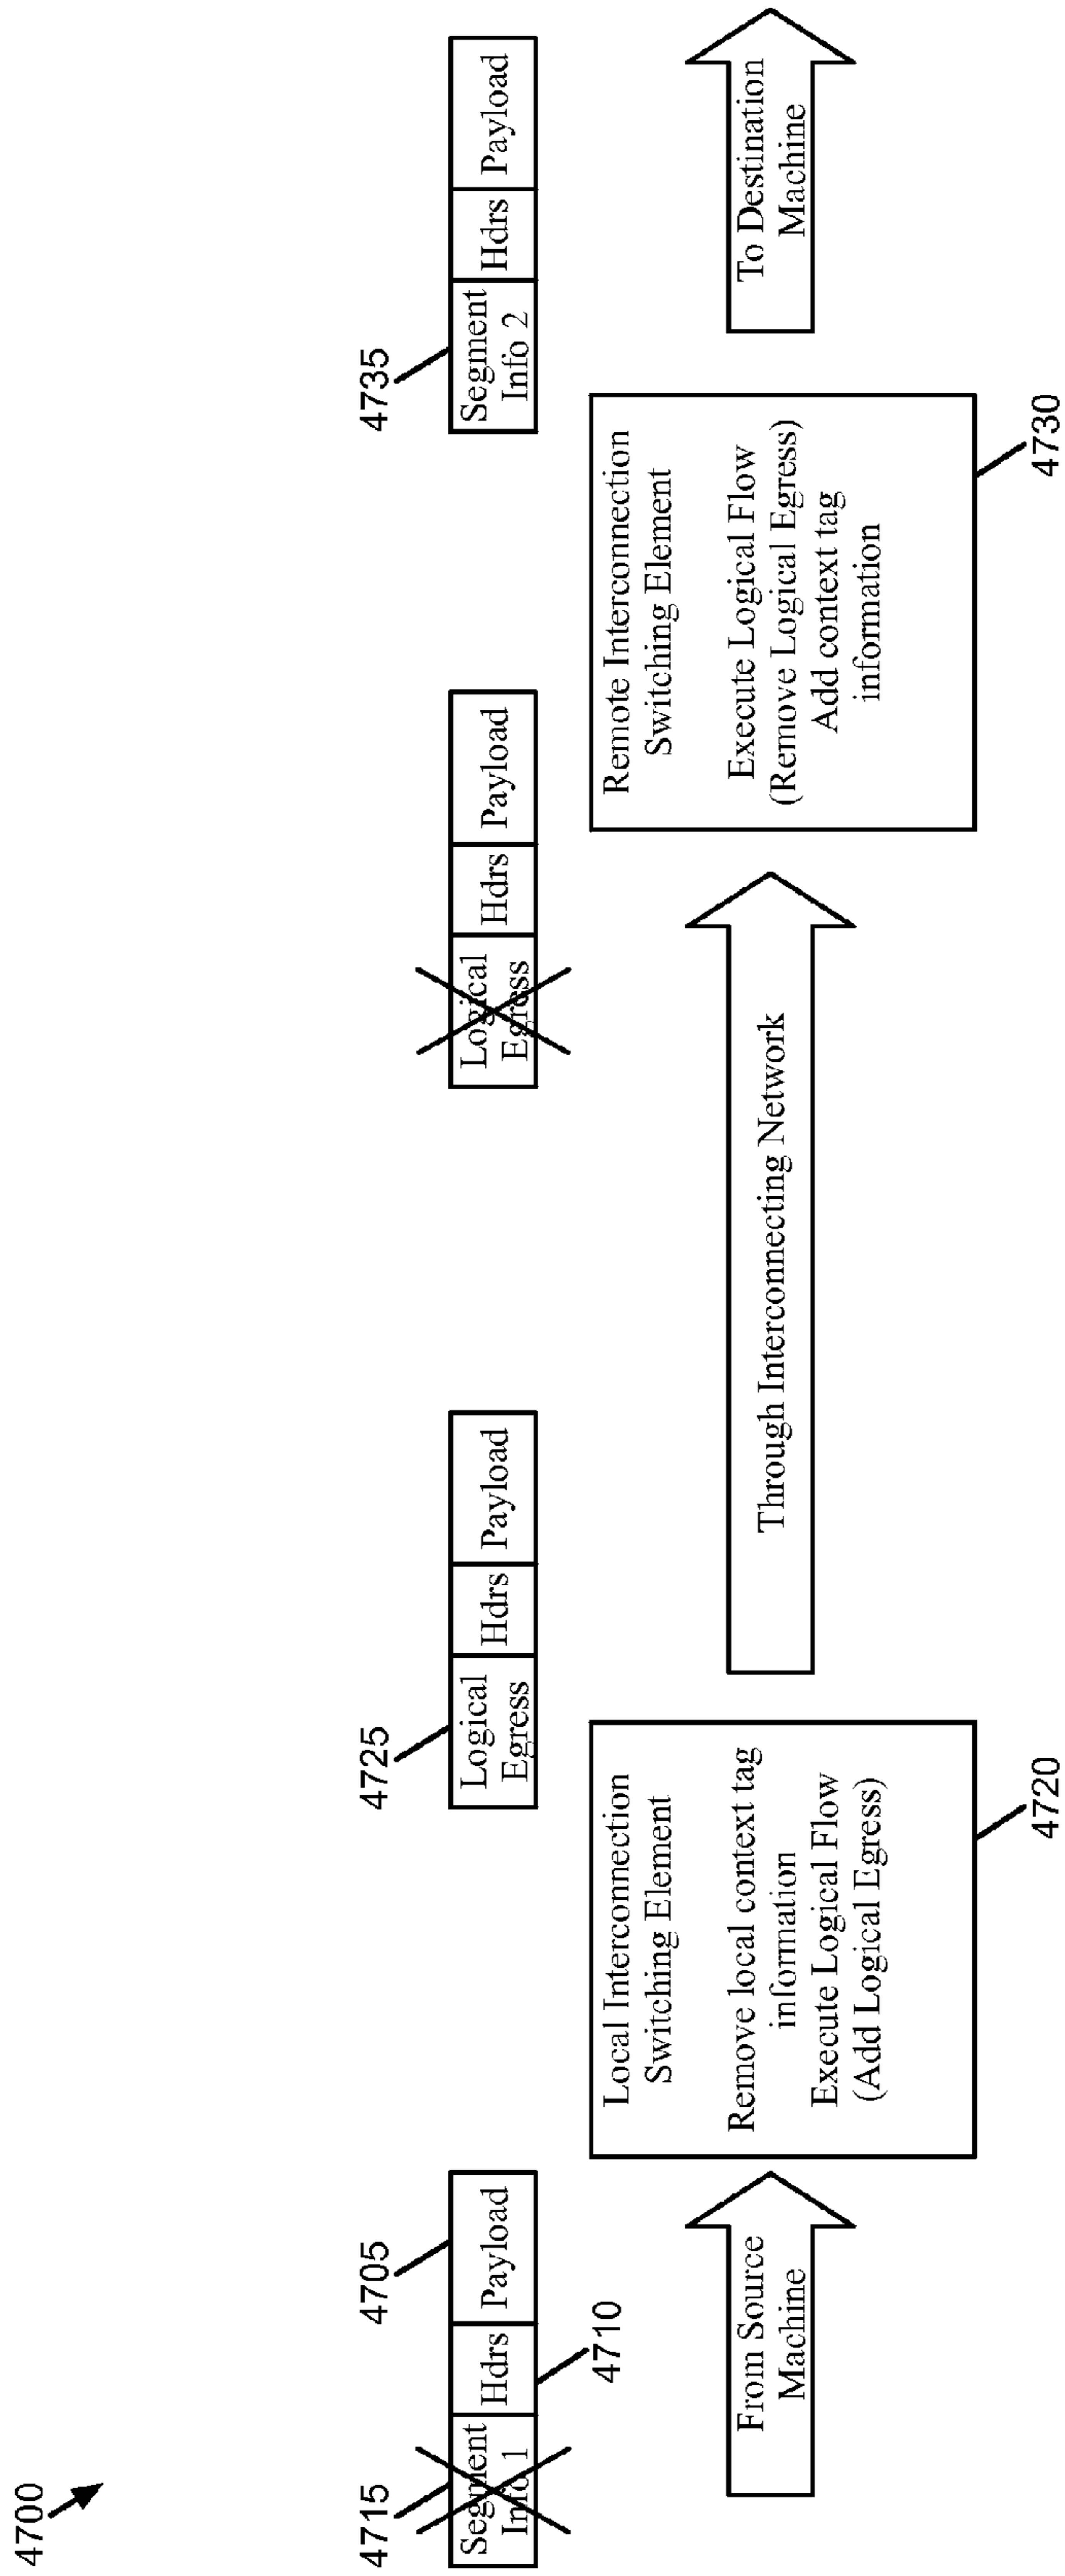 4700
4715
4705
Segment
Info 1
Hdrs
Payload
4710
4725
Logical
Egress
Hdrs
Payload
Logical
Egress
Hdrs
Payload
4735
Segment
Info 2
Hdrs
Payload
From Source
Machine
Local Interconnection
Switching Element
Remove local context tag
information
Execute Logical Flow
(Add Logical Egress)
4720
Through Interconnecting Network
Remote Interconnection
Switching Element
Execute Logical Flow
(Remove Logical Egress)
Add context tag
information
4730
To Destination
Machine